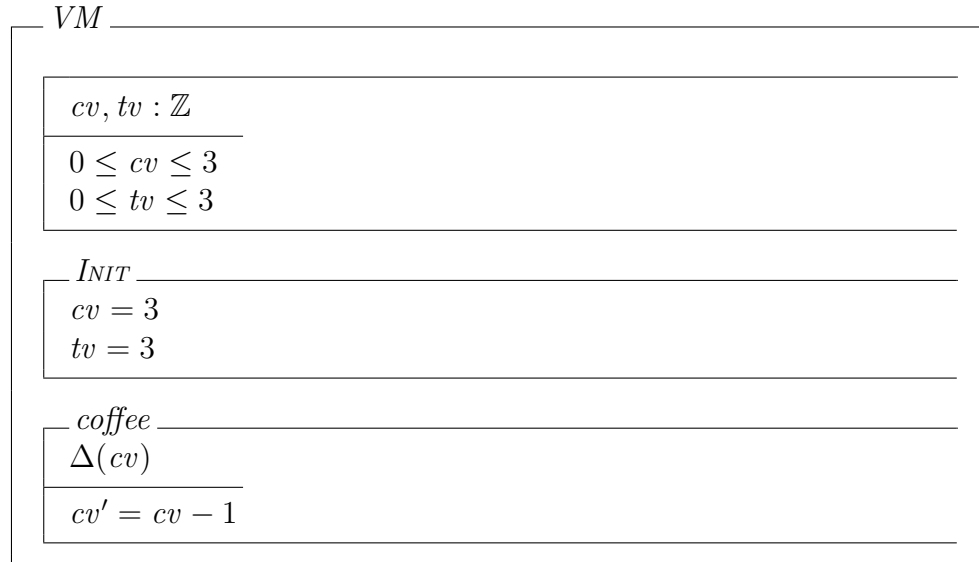 VM
cv, tv : ℤ
0 ≤ cv ≤ 3
0 ≤ tv ≤ 3
INIT
cv = 3
tv = 3
coffee
Δ(cv)
cv′ = cv − 1